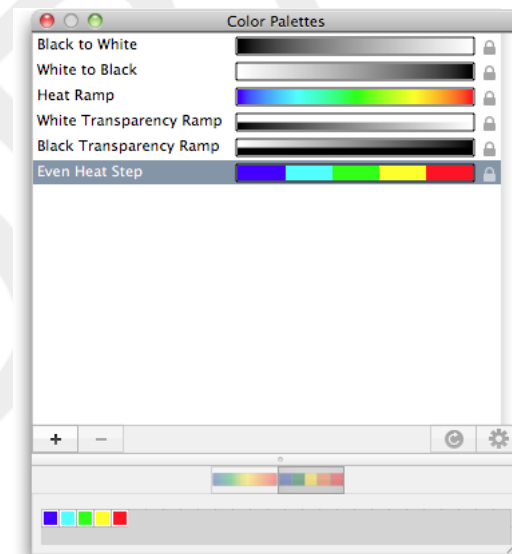 Color Palettes
Black to White
White to Black
Heat Ramp
White Transparency Ramp
Black Transparency Ramp
Even Heat Step